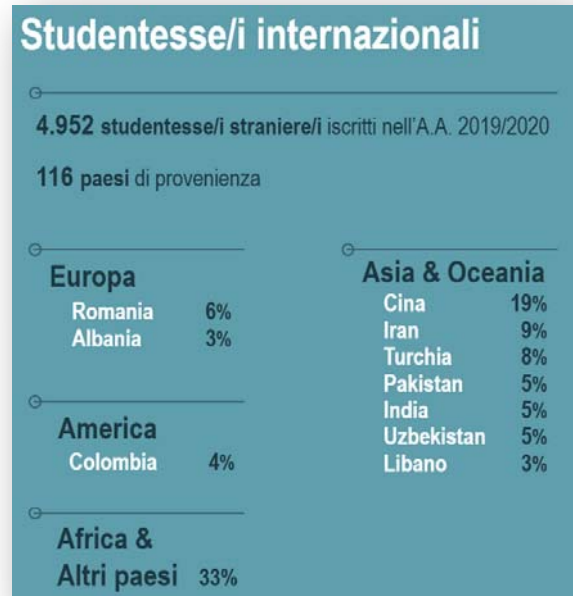 Studentesse/i internazionali
4.952 studentesse/i straniere/i iscritti nell'A.A. 2019/2020
116 paesi di provenienza
Europa
Romania 6%
Albania 3%
America
Colombia 4%
Africa &
Altri paesi 33%
Asia & Oceania
Cina 19%
Iran 9%
Turchia 8%
Pakistan 5%
India 5%
Uzbekistan 5%
Libano 3%